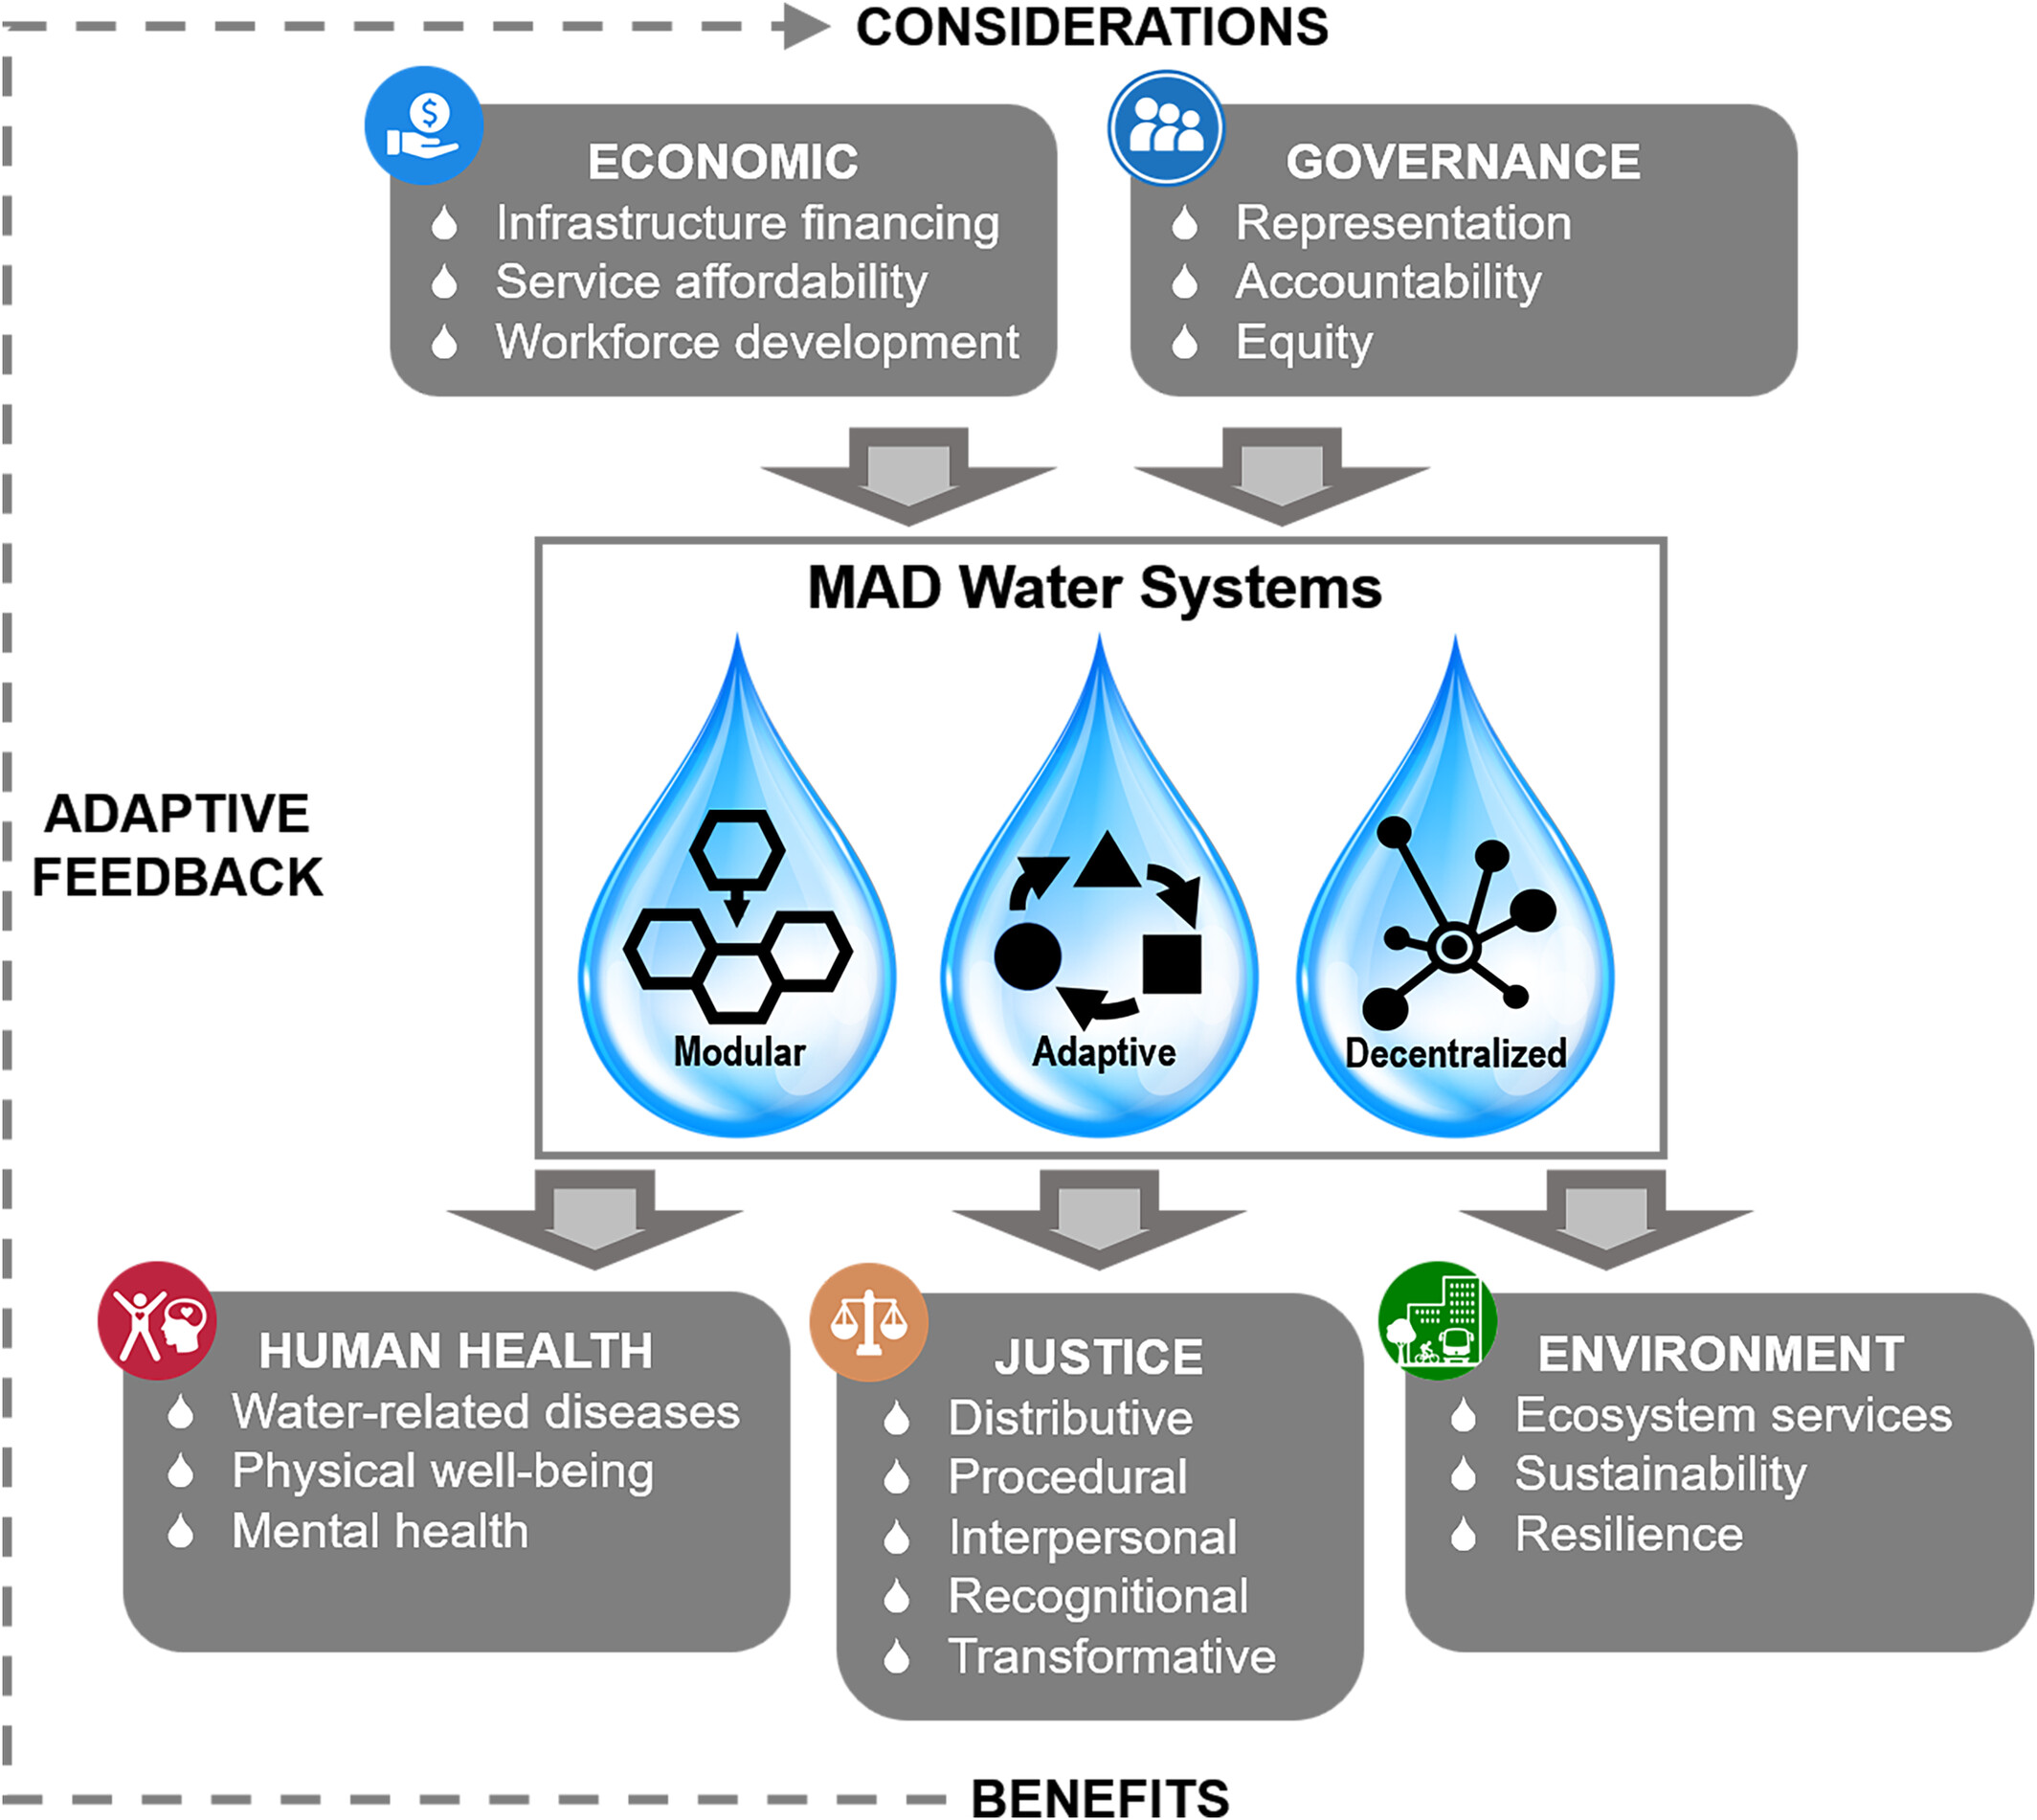 CONSIDERATIONS
$
ECONOMIC
Infrastructure financing
Service affordability
Workforce development
GOVERNANCE
Representation
Accountability
Equity
MAD Water Systems
Modular
Adaptive
Decentralized
ADAPTIVE
FEEDBACK
HUMAN HEALTH
Water-related diseases
Physical well-being
Mental health
JUSTICE
Distributive
Procedural
Interpersonal
Recognitional
Transformative
ENVIRONMENT
Ecosystem services
Sustainability
Resilience
BENEFITS